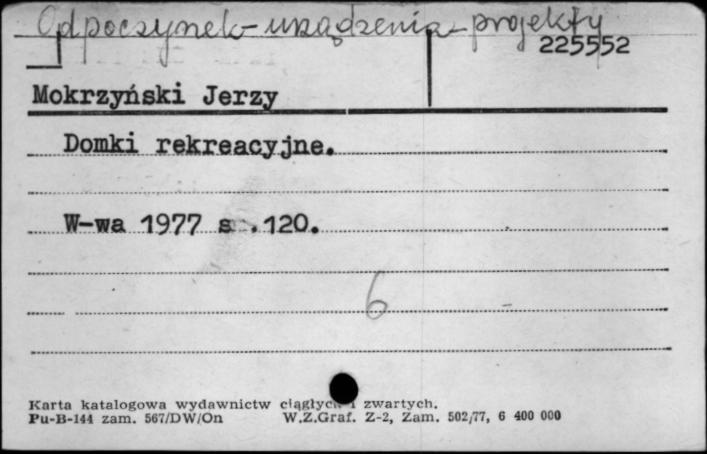 Odpoczynek - urządzenia - projekty
225552
Mokrzyński Jerzy
Domki rekreacyjne.
W-wa 1977 s .120.
6
Karta katalogowa wydawnictw ciągłych i zwartych.
Pu-B-144 zam. 567/DW/On W.Z.Graf. Z-2, Zam. 502/77, 6 400 000